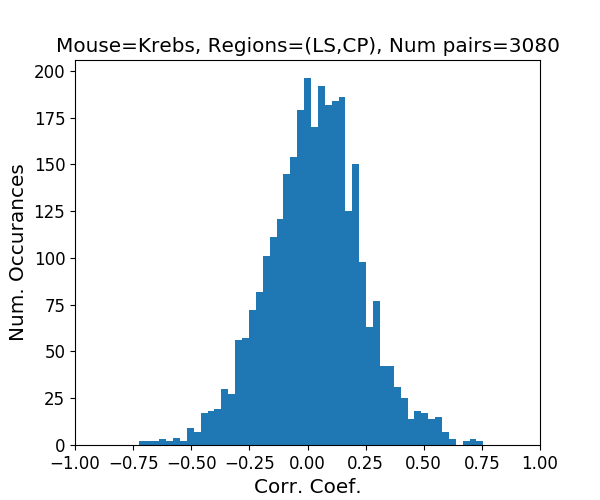 Mouse=Krebs, Regions=(LS,CP), Num pairs=3080
Num. Occurances
200
175
150
125
100
75
50
25
0
−1.00 −0.75 −0.50 −0.25 0.00 0.25 0.50 0.75 1.00
Corr. Coef.